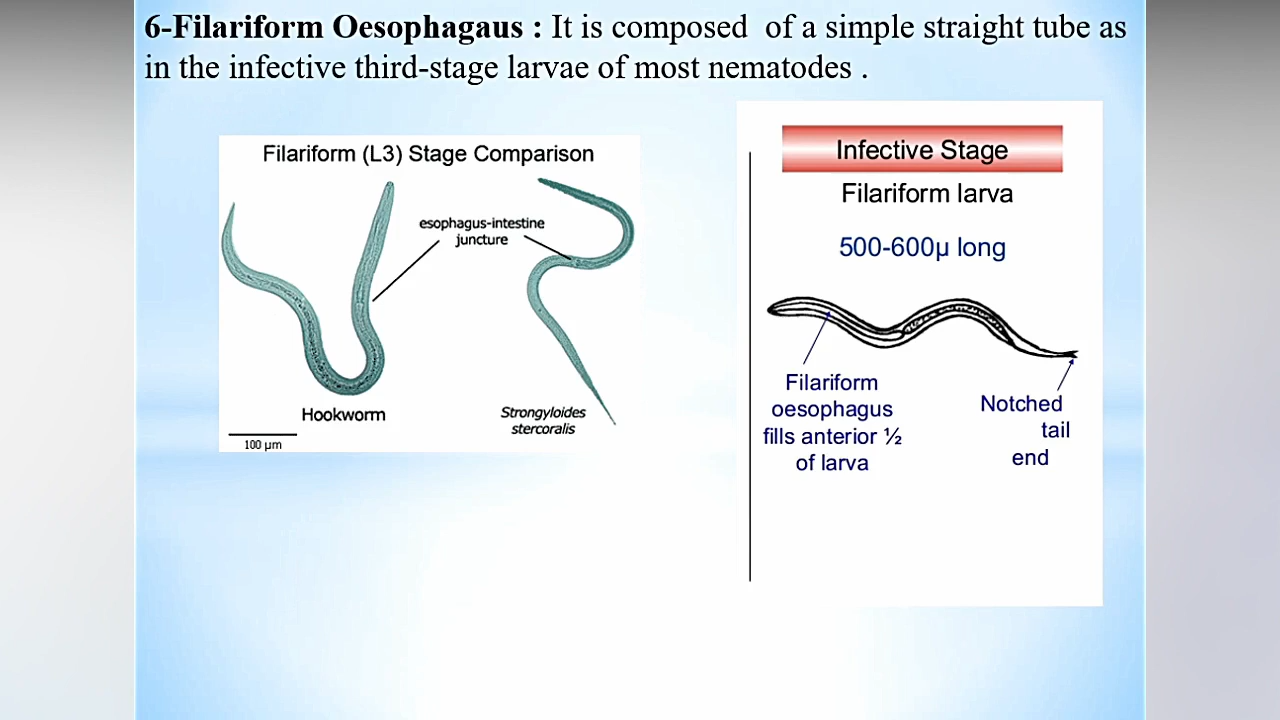 6-Filariform Oesophagaus : It is composed of a simple straight tube as
in the infective third-stage larvae of most nematodes .
Filariform (L3) Stage Comparison
esophagus-intestine
juncture
Hookworm
Strongyloides
stercoralis
100 µm
Infective Stage
Filariform larva
500-600µ long
Filariform
oesophagus
fills anterior ½
of larva
Notched
tail
end